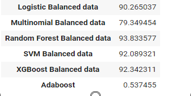 Logistic Balanced data 90.265037
Multinomial Balanced data 79.349454
Random Forest Balanced data 93.833577
SVM Balanced data 92.089321
XGBoost Balanced data 92.342311
Adaboost 0.537455